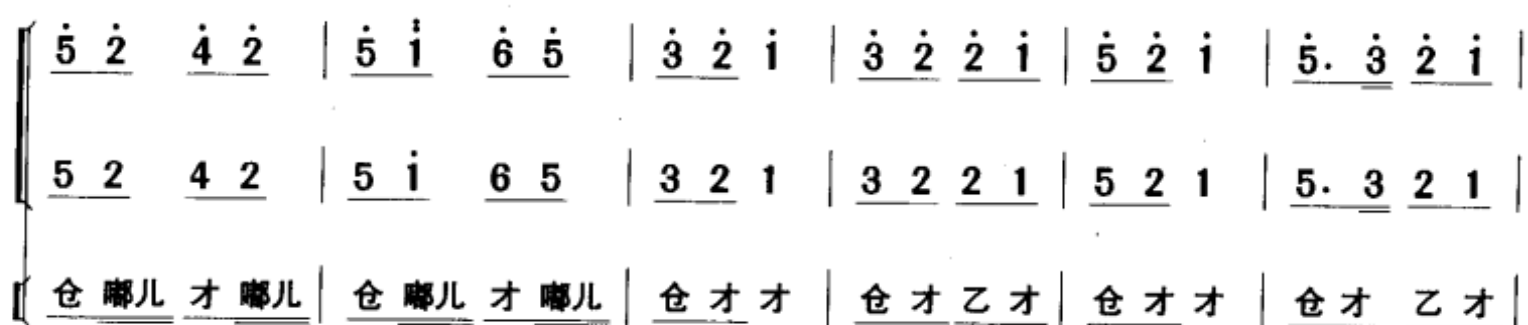 5̇ 2̇ 4̇ 2̇ | 5̇ 1̈ 6̇ 5̇ | 3̇ 2̇ 1̇ | 3̇ 2̇ 2̇ 1̇ | 5̇ 2̇ 1̇ | 5̇. 3̇ 2̇ 1̇ |
5 2 4 2 | 5 1̇ 6 5 | 3 2 1 | 3 2 2 1 | 5 2 1 | 5. 3 2 1 |
仓 嘟儿 才 嘟儿 | 仓 嘟儿 才 嘟儿 | 仓 才 才 | 仓 才 乙 才 | 仓 才 才 | 仓 才 乙 才 |